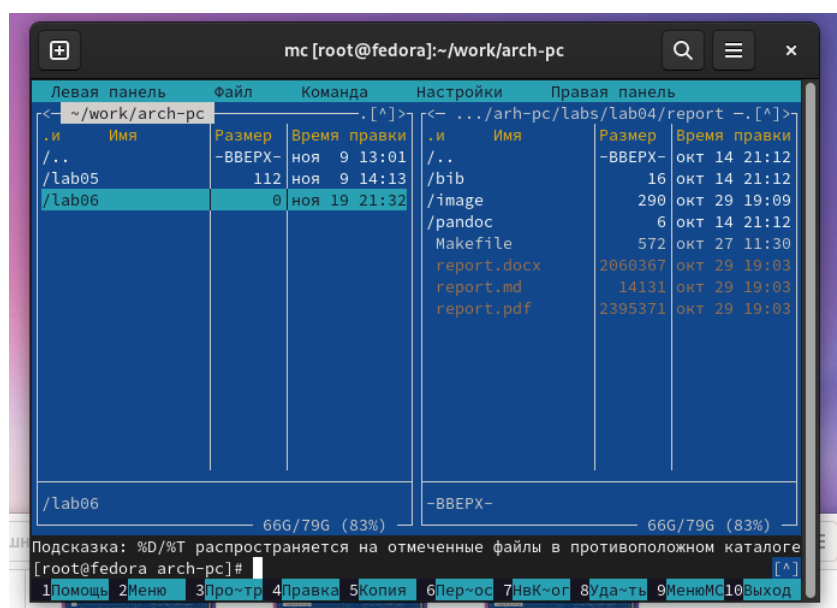 mc [root@fedora]:~/work/arch-pc
Левая панель Файл Команда Настройки Правая панель
<— ~/work/arch-pc —.[^]>
.и Имя Размер Время правки
/.. -ВВЕРХ- ноя 9 13:01
/lab05 112 ноя 9 14:13
/lab06 0 ноя 19 21:32
/lab06
66G/79G (83%)
<— .../arh-pc/labs/lab04/report —.[^]>
.и Имя Размер Время правки
/.. -ВВЕРХ- окт 14 21:12
/bib 16 окт 14 21:12
/image 290 окт 29 19:09
/pandoc 6 окт 14 21:12
Makefile 572 окт 27 11:30
report.docx 2060367 окт 29 19:03
report.md 14131 окт 29 19:03
report.pdf 2395371 окт 29 19:03
-ВВЕРХ-
66G/79G (83%)
Подсказка: %D/%T распространяется на отмеченные файлы в противоположном каталоге
[root@fedora arch-pc]# [^]
1Помощь 2Меню 3Про~тр 4Правка 5Копия 6Пер~ос 7НвК~ог 8Уда~ть 9МенюMC 10Выход